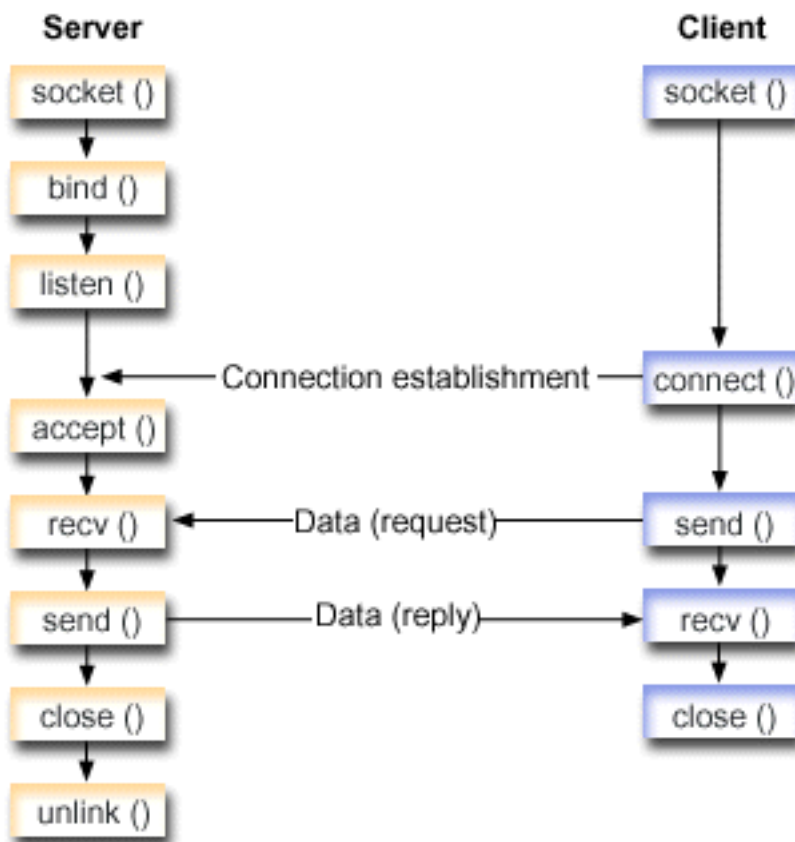 Server
Client
socket ()
socket ()
bind ()
listen ()
Connection establishment
connect ()
accept ()
recv ()
Data (request)
send ()
send ()
Data (reply)
recv ()
close ()
close ()
unlink ()